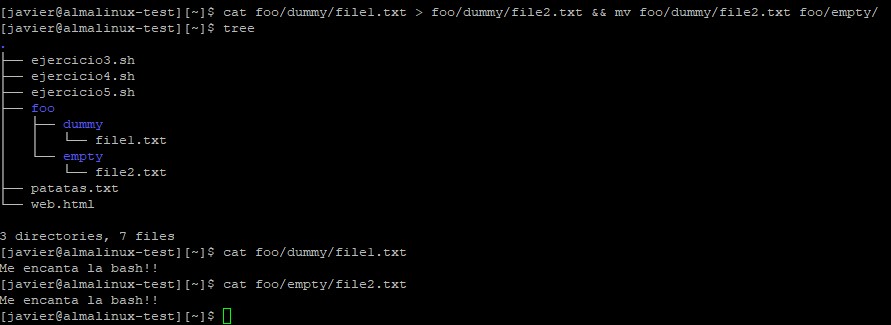 [javier@almalinux-test][~]$ cat foo/dummy/file1.txt > foo/dummy/file2.txt && mv foo/dummy/file2.txt foo/empty/
[javier@almalinux-test][~]$ tree
.
├── ejercicio3.sh
├── ejercicio4.sh
├── ejercicio5.sh
├── foo
│   ├── dummy
│   │   └── file1.txt
│   └── empty
│       └── file2.txt
├── patatas.txt
└── web.html

3 directories, 7 files
[javier@almalinux-test][~]$ cat foo/dummy/file1.txt
Me encanta la bash!!
[javier@almalinux-test][~]$ cat foo/empty/file2.txt
Me encanta la bash!!
[javier@almalinux-test][~]$